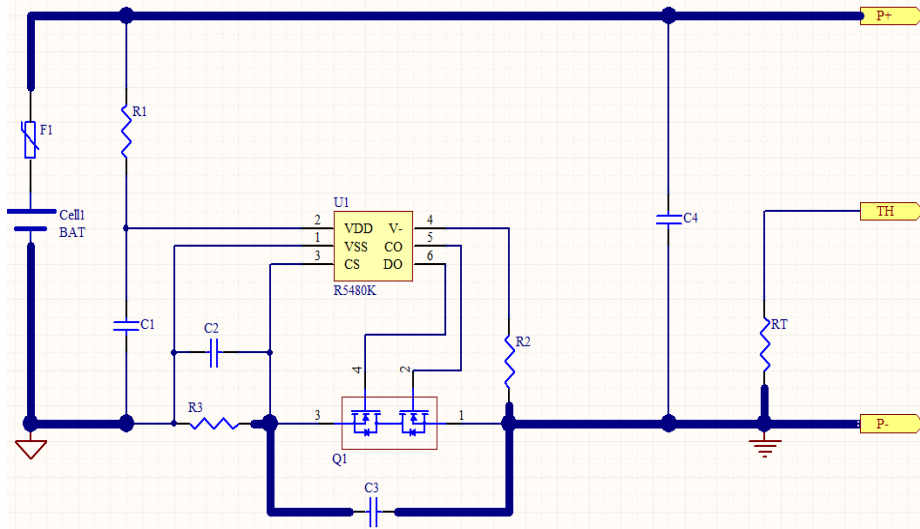 P+
R1
F1
Cell1
BAT
TH
U1
2 VDD V- 4
1 VSS CO 5
3 CS DO 6
R5480K
C4
C1
C2
R2
RT
4 2
R3
3 1
P-
Q1
C3